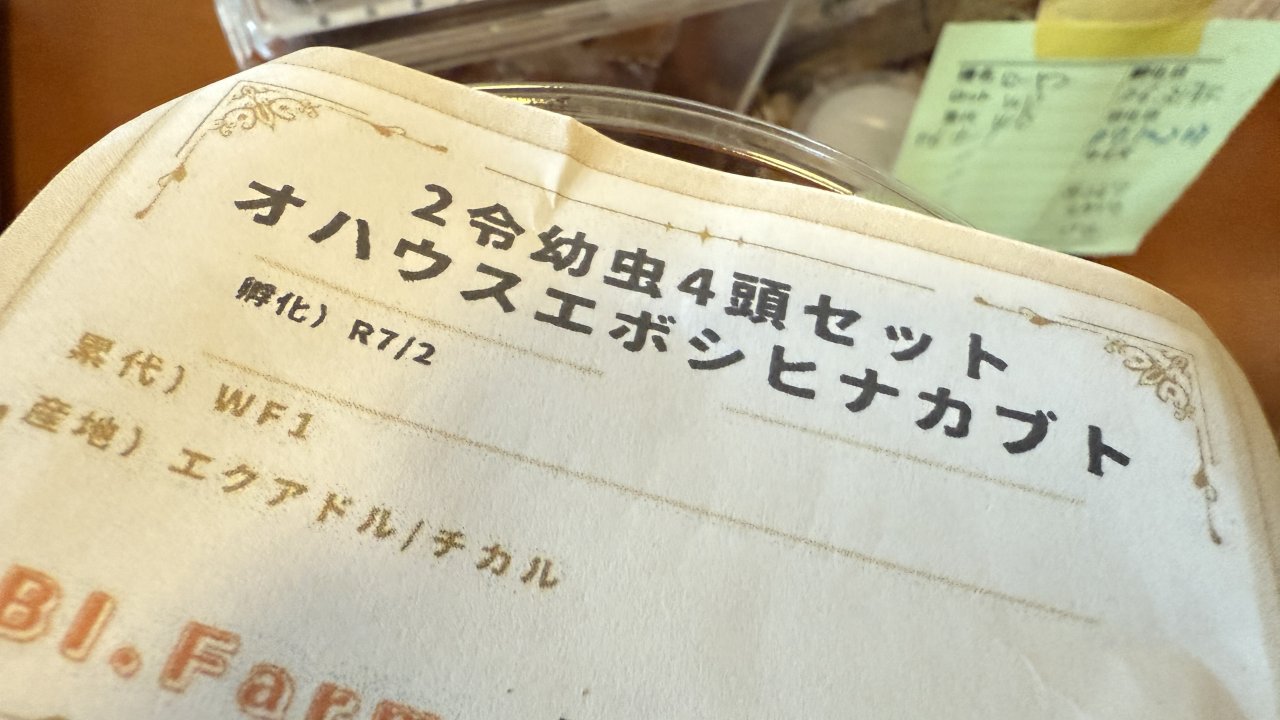 2令幼虫4頭セット
オハウスエボシヒナカブト
孵化) R7/2
累代) WF1
産地) エクアドル/チカル
BI.Farm